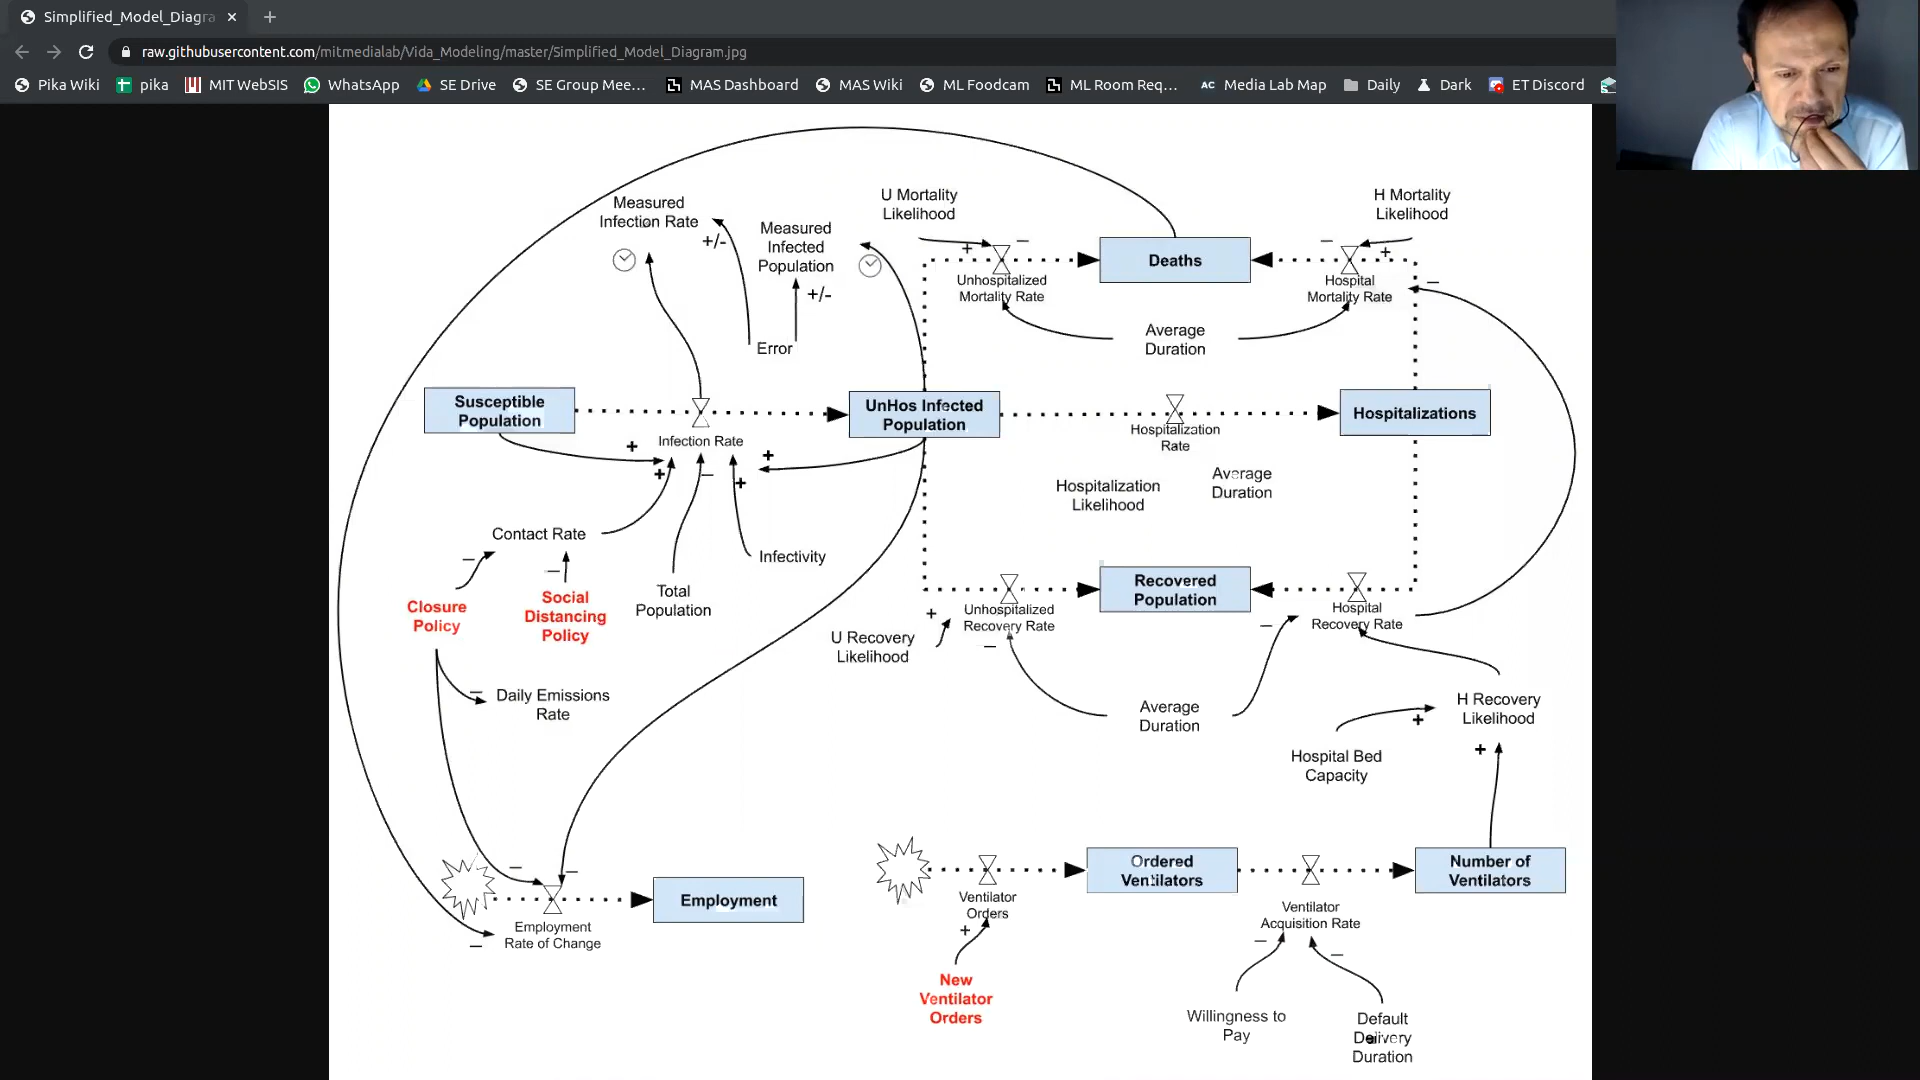 Simplified_Model_Diagra
raw.githubusercontent.com/mitmedialab/Vida_Modeling/master/Simplified_Model_Diagram.jpg
Pika Wiki
pika
MIT WebSIS
WhatsApp
SE Drive
SE Group Mee...
MAS Dashboard
MAS Wiki
ML Foodcam
ML Room Req...
AC Media Lab Map
Daily
Dark
ET Discord
Measured
Infection Rate
+/-
Measured
Infected
Population
+/-
Error
U Mortality
Likelihood
+
−
Unhospitalized
Mortality Rate
Deaths
H Mortality
Likelihood
−
+
Hospital
Mortality Rate
−
Average
Duration
Susceptible
Population
+
Infection Rate
+
−
+
+
UnHos Infected
Population
Hospitalization
Rate
Hospitalizations
Hospitalization
Likelihood
Average
Duration
Contact Rate
−
−
Closure
Policy
Social
Distancing
Policy
Total
Population
Infectivity
Recovered
Population
+
Unhospitalized
Recovery Rate
−
U Recovery
Likelihood
−
Hospital
Recovery Rate
Average
Duration
H Recovery
Likelihood
+
+
Hospital Bed
Capacity
−
Daily Emissions
Rate
−
−
−
Employment
Rate of Change
Employment
Ventilator
Orders
+
New
Ventilator
Orders
Ordered
Ventilators
Ventilator
Acquisition Rate
−
−
Number of
Ventilators
Willingness to
Pay
Default
Delivery
Duration